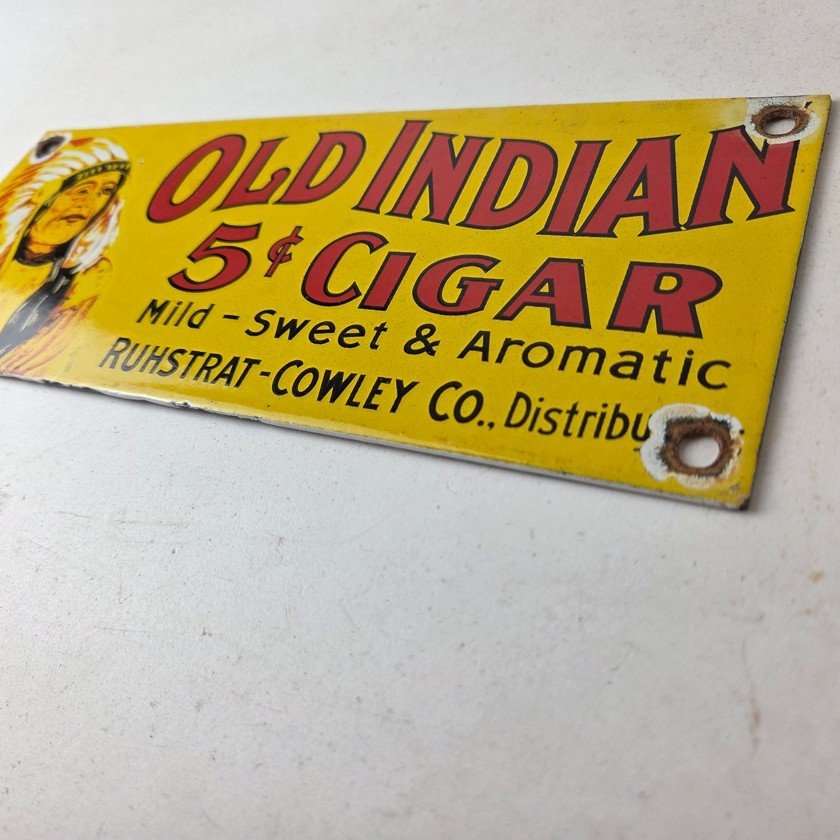 OLD INDIAN
5¢ CIGAR
Mild - Sweet & Aromatic
RUHSTRAT-COWLEY CO., Distribu